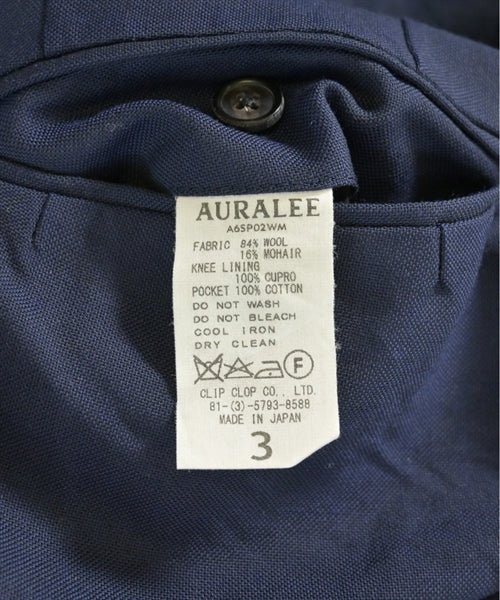 AURALEE
A6SP02WM
FABRIC 84% WOOL
16% MOHAIR
KNEE LINING
100% CUPRO
POCKET 100% COTTON
DO NOT WASH
DO NOT BLEACH
COOL IRON
DRY CLEAN
F
CLIP CLOP CO., LTD.
81-(3)-5793-8588
MADE IN JAPAN
3